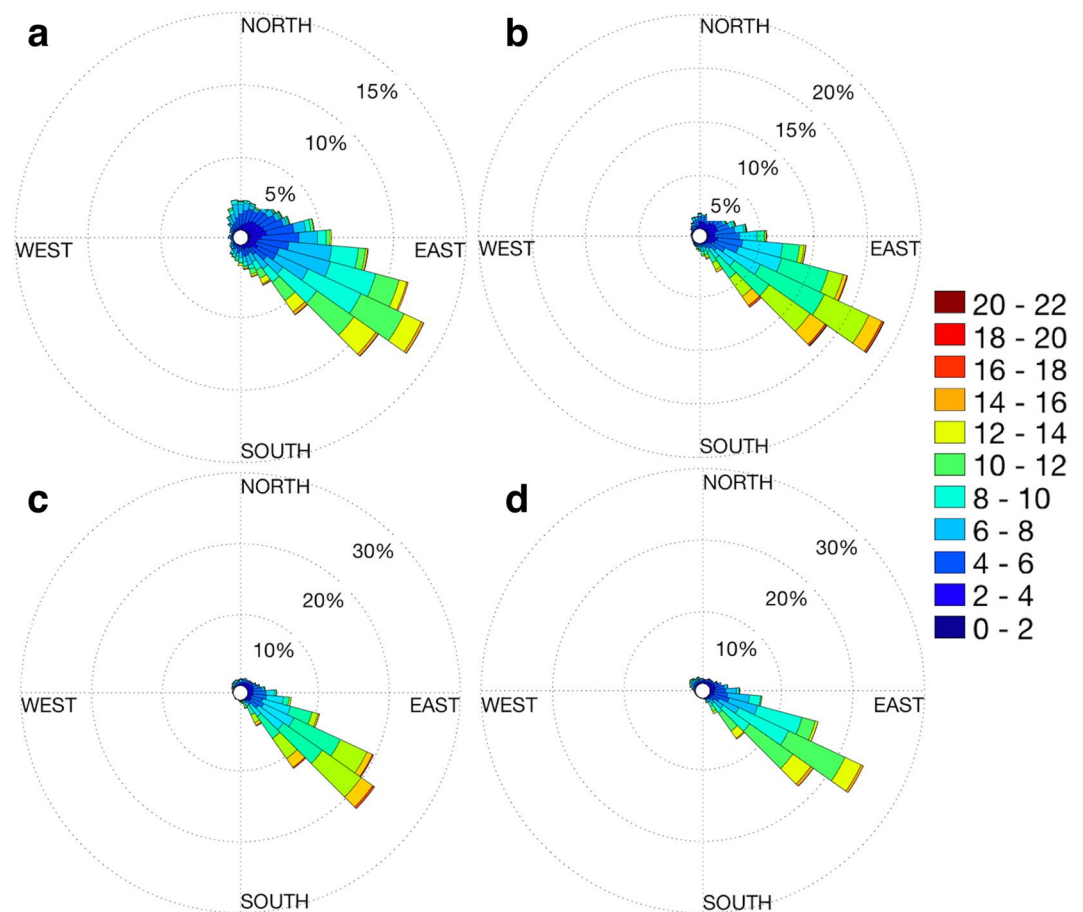 a
NORTH
15%
10%
5%
WEST
EAST
SOUTH
b
NORTH
20%
15%
10%
5%
WEST
EAST
SOUTH
c
NORTH
30%
20%
10%
WEST
EAST
SOUTH
d
NORTH
30%
20%
10%
WEST
EAST
SOUTH
20 - 22
18 - 20
16 - 18
14 - 16
12 - 14
10 - 12
8 - 10
6 - 8
4 - 6
2 - 4
0 - 2